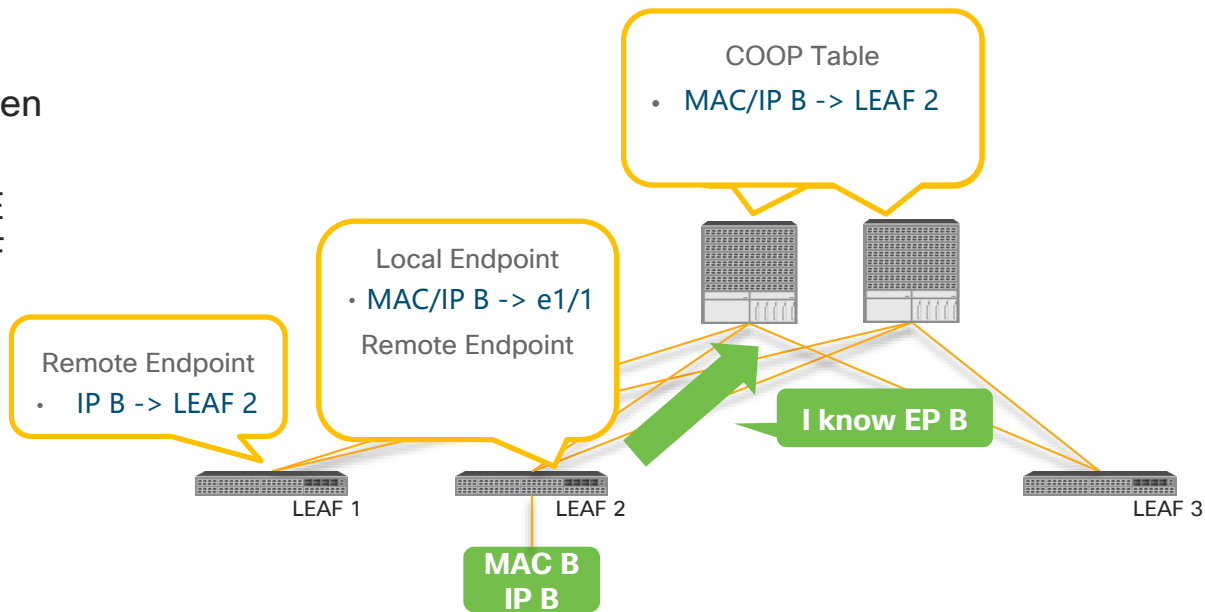 en
COOP Table
• MAC/IP B -> LEAF 2
Local Endpoint
• MAC/IP B -> e1/1
Remote Endpoint
Remote Endpoint
• IP B -> LEAF 2
I know EP B
LEAF 1
LEAF 2
LEAF 3
MAC B
IP B